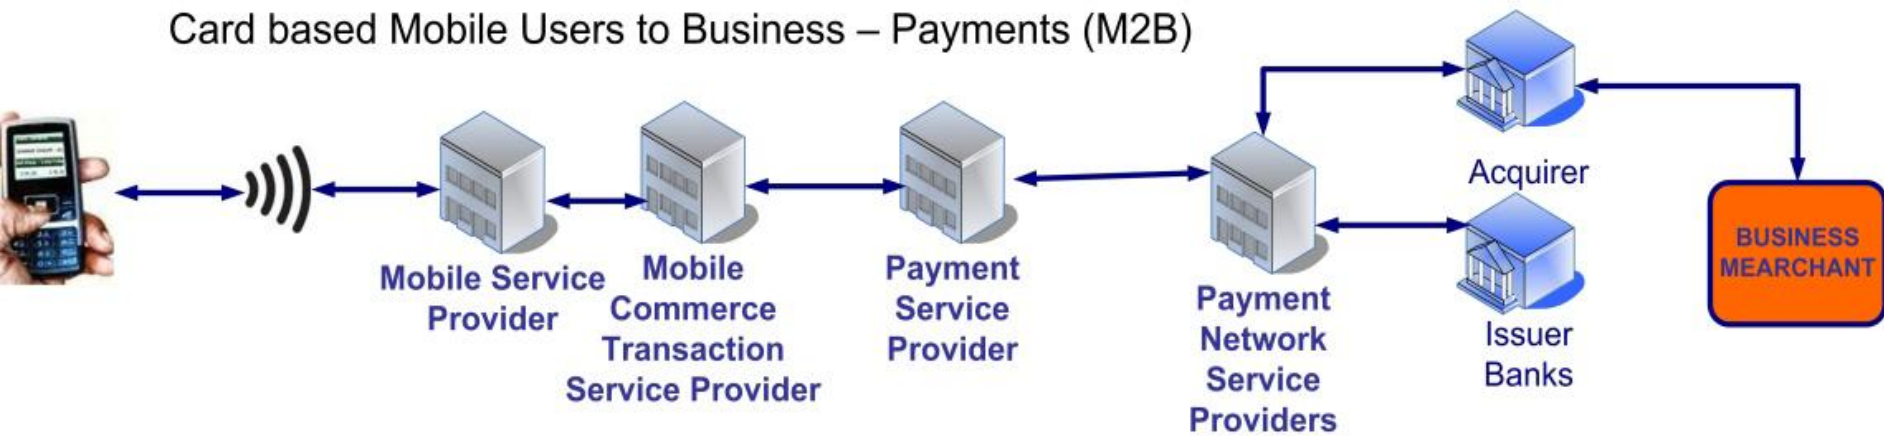 Card based Mobile Users to Business – Payments (M2B)
Mobile Service
Provider
Mobile
Commerce
Transaction
Service Provider
Payment
Service
Provider
Payment
Network
Service
Providers
Acquirer
Issuer
Banks
BUSINESS
MEARCHANT